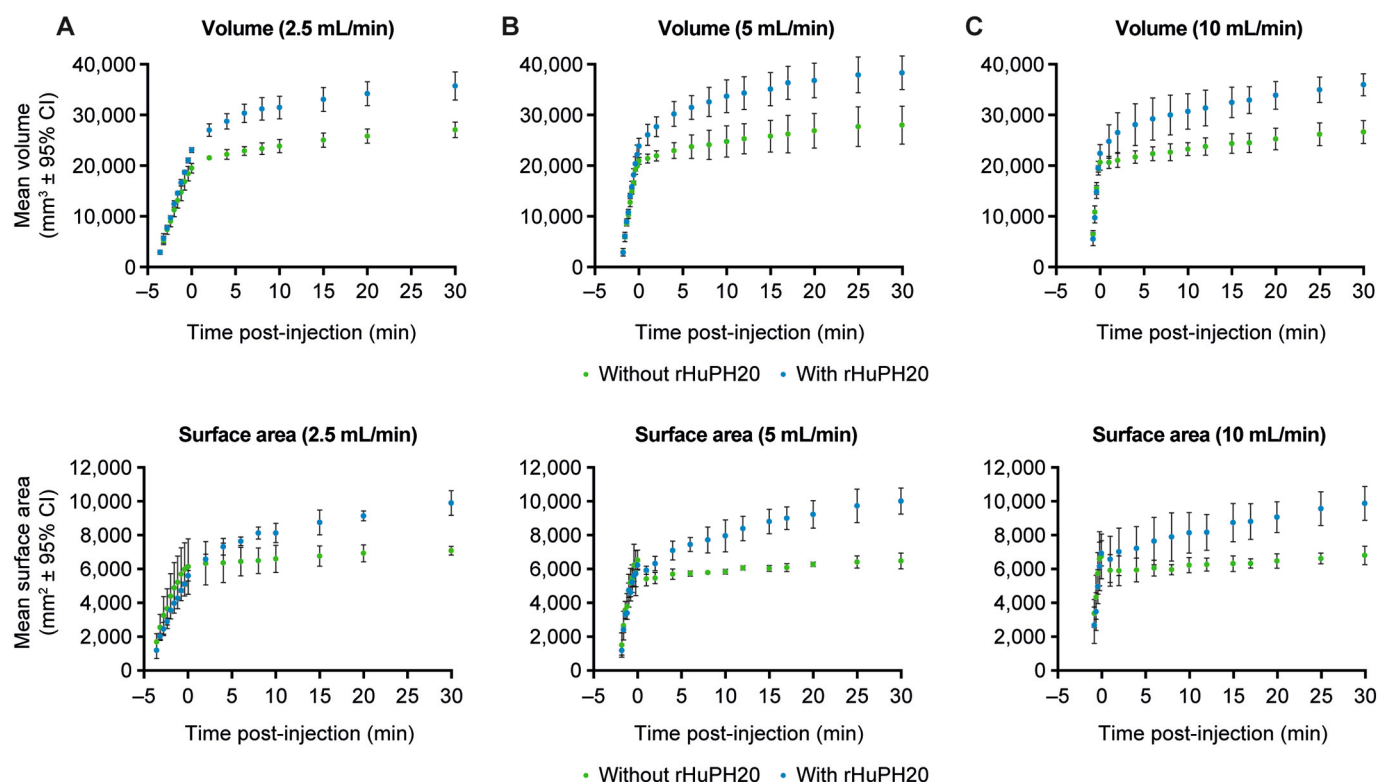 A Volume (2.5 mL/min)
B Volume (5 mL/min)
C Volume (10 mL/min)
Mean volume
(mm³ ± 95% CI)
40,000
30,000
20,000
10,000
0
–5 0 5 10 15 20 25 30
Time post-injection (min)
40,000
30,000
20,000
10,000
0
–5 0 5 10 15 20 25 30
Time post-injection (min)
40,000
30,000
20,000
10,000
0
–5 0 5 10 15 20 25 30
Time post-injection (min)
Without rHuPH20 With rHuPH20
Surface area (2.5 mL/min)
Surface area (5 mL/min)
Surface area (10 mL/min)
Mean surface area
(mm² ± 95% CI)
12,000
10,000
8,000
6,000
4,000
2,000
0
–5 0 5 10 15 20 25 30
Time post-injection (min)
12,000
10,000
8,000
6,000
4,000
2,000
0
–5 0 5 10 15 20 25 30
Time post-injection (min)
12,000
10,000
8,000
6,000
4,000
2,000
0
–5 0 5 10 15 20 25 30
Time post-injection (min)
Without rHuPH20 With rHuPH20